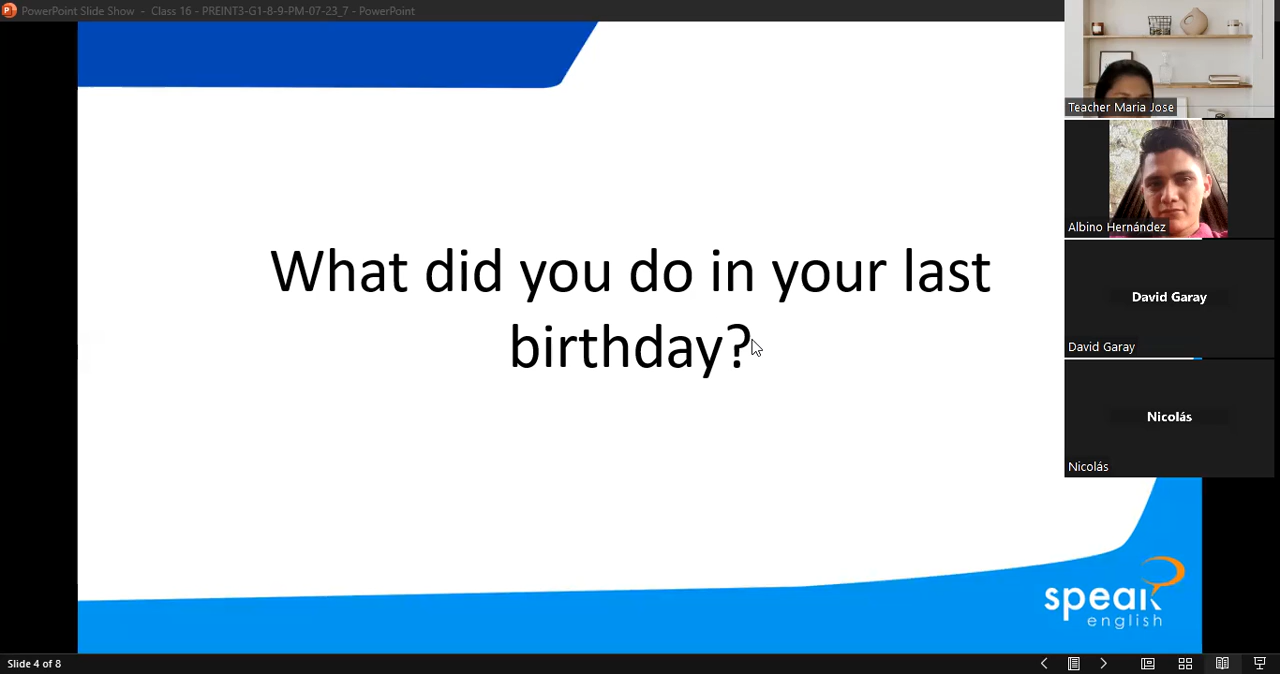 PowerPoint Slide Show - Class 16 - PREINT3-G1-8-9-PM-07-23_7 - PowerPoint
Teacher Maria Jose
Albino Hernández
What did you do in your last
birthday?
David Garay
David Garay
Nicolás
Nicolás
speak
english
Slide 4 of 8